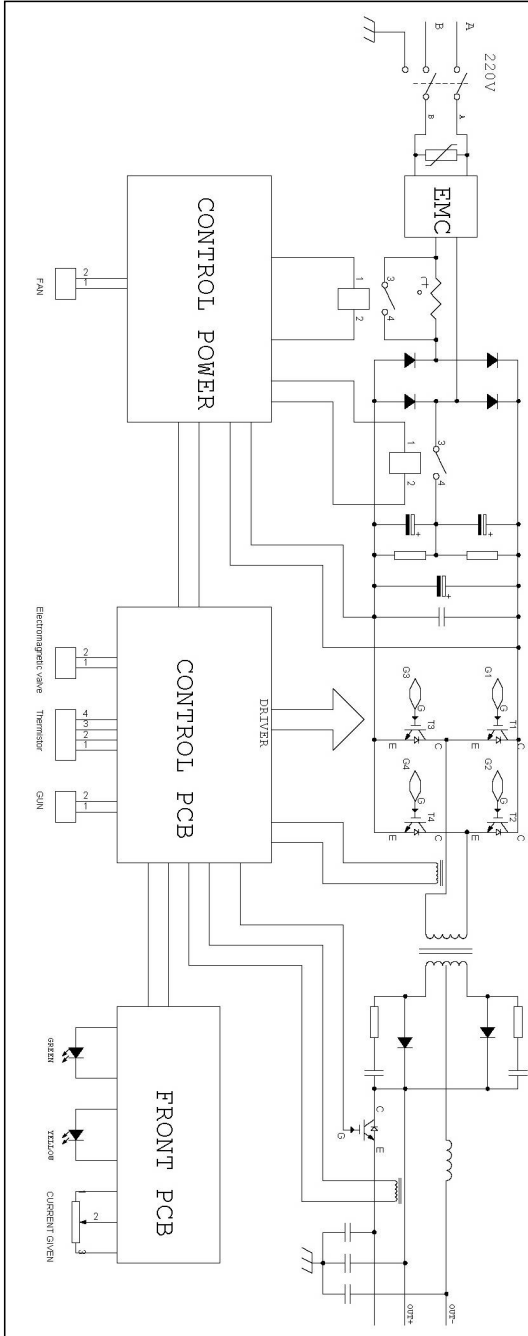 A
B
220V
A
B
EMC
3
4
1
2
3
4
1
2
G1
G
T1
C
E
G2
G
T2
C
E
G3
G
T3
C
E
G4
G
T4
C
E
OUT-
OUT+
C
E
G
CONTROL POWER
2
1
FAN
DRIVER
CONTROL PCB
2
1
Electromagnetic valve
4
3
2
1
Thermistor
2
1
GUN
FRONT PCB
GREEN
YELLOW
1
2
3
CURRENT GIVEN